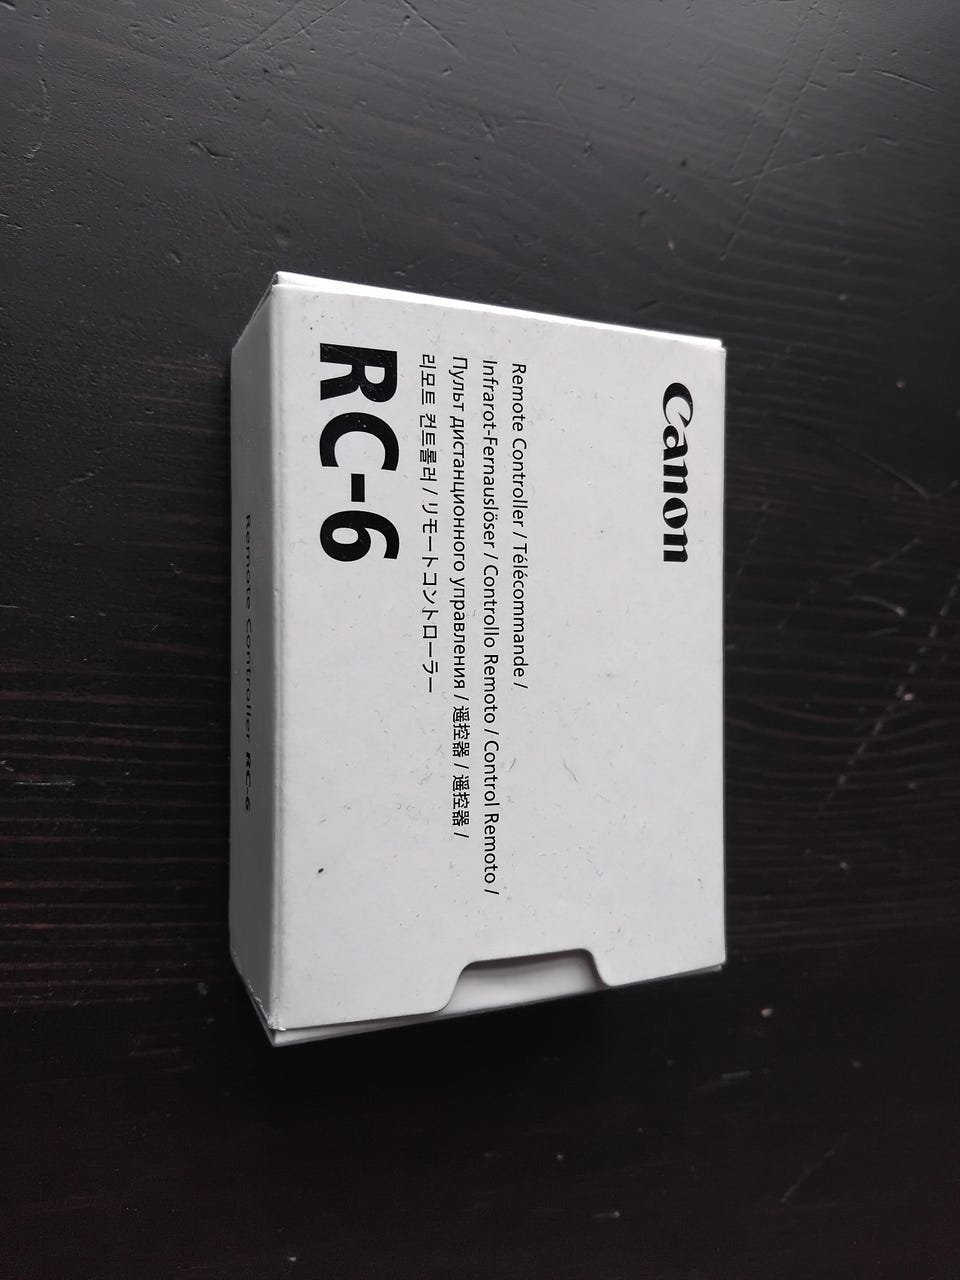 Canon
Remote Controller / Télécommande /
Infrarot-Fernauslöser / Controllo Remoto / Control Remoto /
Пульт дистанционного управления / 遥控器 / 遙控器 /
리모트 컨트롤러 / リモートコントローラー
RC-6
Remote Controller RC-6